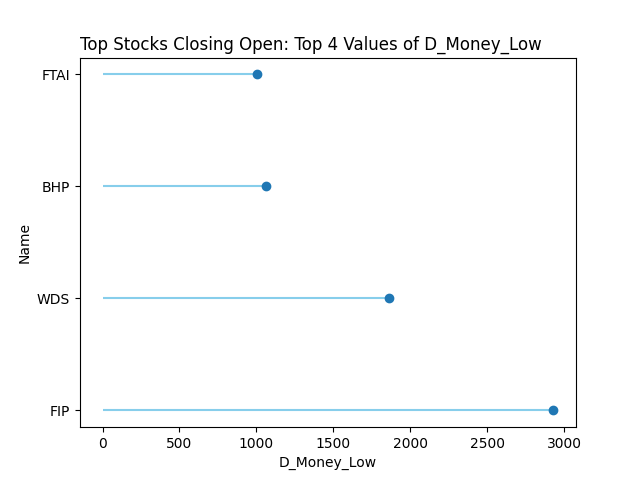 Top Stocks Closing Open: Top 4 Values of D_Money_Low
FTAI
BHP
WDS
FIP
Name
0 500 1000 1500 2000 2500 3000
D_Money_Low